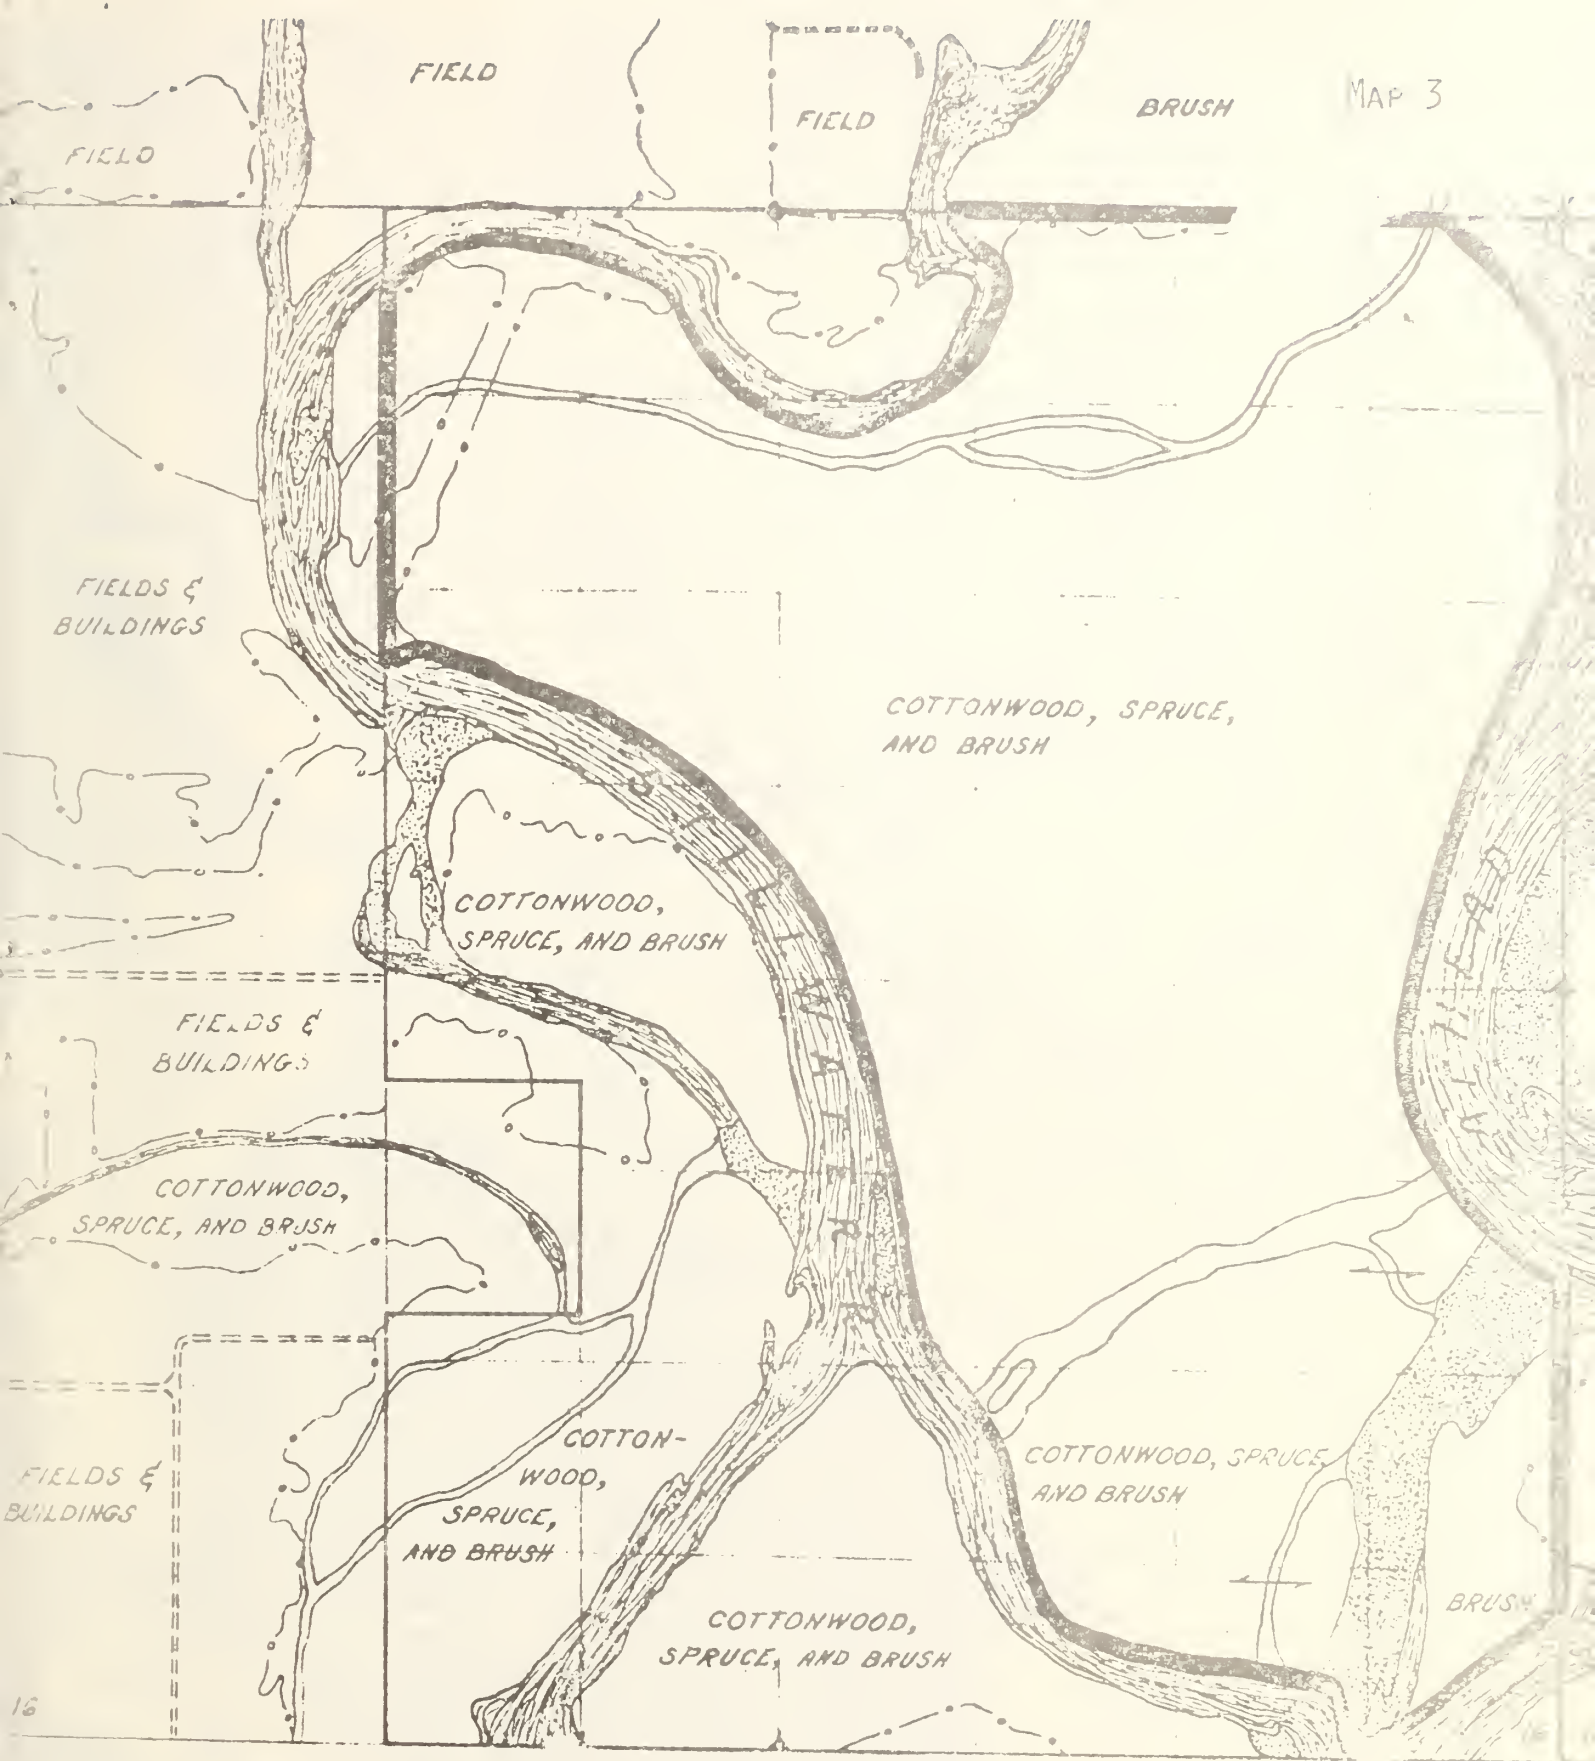 MAP 3
FIELD
FIELD
BRUSH
FIELD
FIELDS &
BUILDINGS
COTTONWOOD, SPRUCE,
AND BRUSH
STILLWATER
COTTONWOOD,
SPRUCE, AND BRUSH
FIELDS &
BUILDINGS
COTTONWOOD,
SPRUCE, AND BRUSH
COTTON-
WOOD,
SPRUCE,
AND BRUSH
COTTONWOOD, SPRUCE,
AND BRUSH
FIELDS &
BUILDINGS
COTTONWOOD,
SPRUCE, AND BRUSH
BRUSH
16